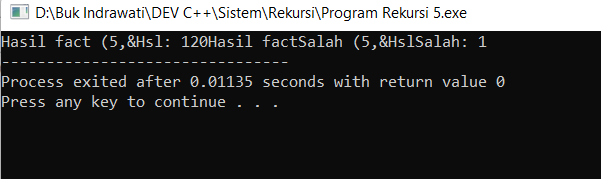 D:\Buk Indrawati\DEV C++\Sistem\Rekursi\Program Rekursi 5.exe
Hasil fact (5,&Hsl: 120Hasil factSalah (5,&HslSalah: 1
--------------------------------
Process exited after 0.01135 seconds with return value 0
Press any key to continue . . .